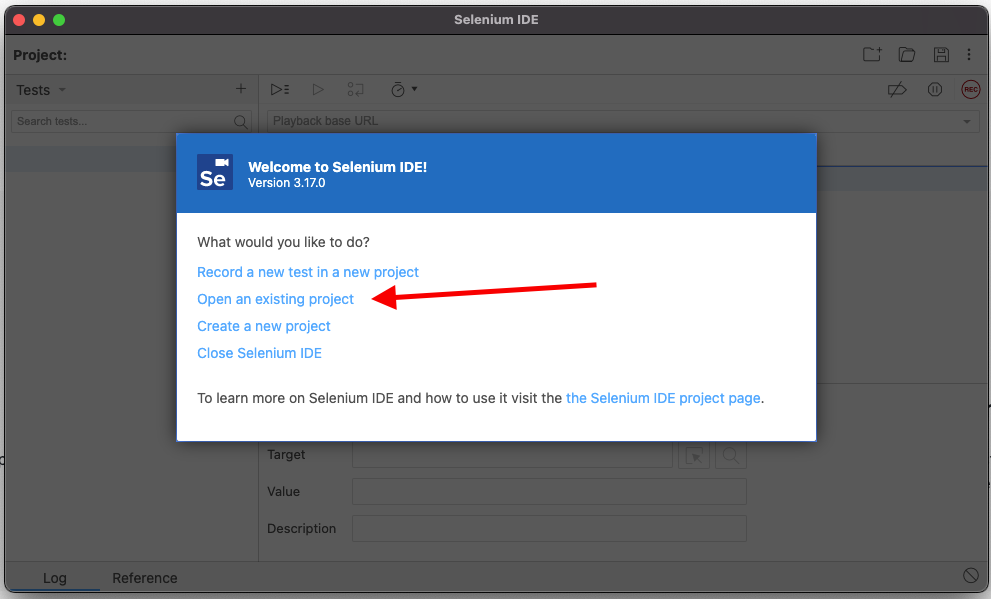 Selenium IDE
Project:
Tests
REC
Search tests...
Playback base URL
Se
Welcome to Selenium IDE!
Version 3.17.0
What would you like to do?
Record a new test in a new project
Open an existing project
Create a new project
Close Selenium IDE
To learn more on Selenium IDE and how to use it visit the the Selenium IDE project page.
Target
Value
Description
Log
Reference